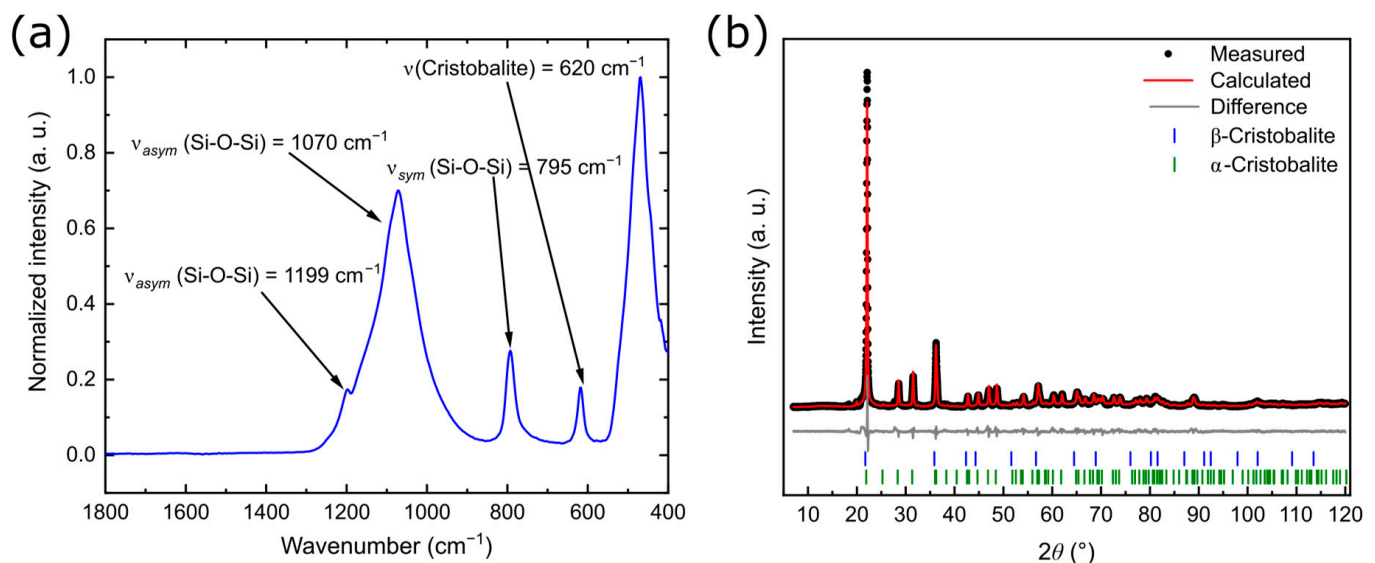 (a)
Normalized intensity (a. u.)
1.0
0.8
0.6
0.4
0.2
0.0
ν(Cristobalite) = 620 cm⁻¹
νasym (Si-O-Si) = 1070 cm⁻¹
νsym (Si-O-Si) = 795 cm⁻¹
νasym (Si-O-Si) = 1199 cm⁻¹
1800 1600 1400 1200 1000 800 600 400
Wavenumber (cm⁻¹)
(b)
Intensity (a. u.)
Measured
Calculated
Difference
β-Cristobalite
α-Cristobalite
10 20 30 40 50 60 70 80 90 100 110 120
2θ (°)